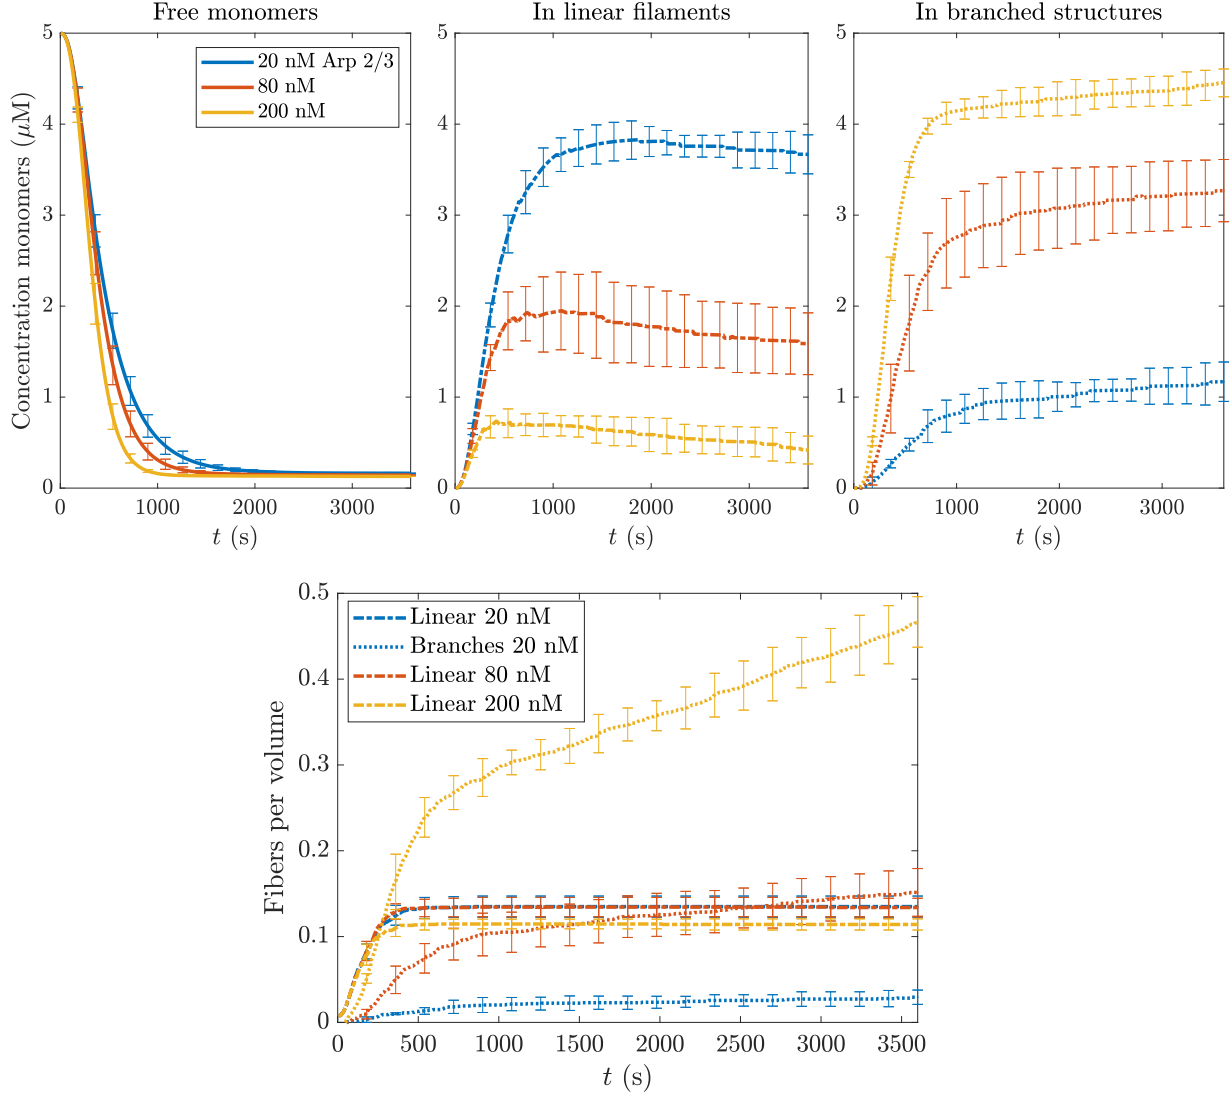 Free monomers
In linear filaments
In branched structures
Concentration monomers (μM)
5
4
3
2
1
0
20 nM Arp 2/3
80 nM
200 nM
0 1000 2000 3000
t (s)
5
4
3
2
1
0
0 1000 2000 3000
t (s)
5
4
3
2
1
0
0 1000 2000 3000
t (s)
Fibers per volume
0.5
0.4
0.3
0.2
0.1
0
Linear 20 nM
Branches 20 nM
Linear 80 nM
Linear 200 nM
0 500 1000 1500 2000 2500 3000 3500
t (s)